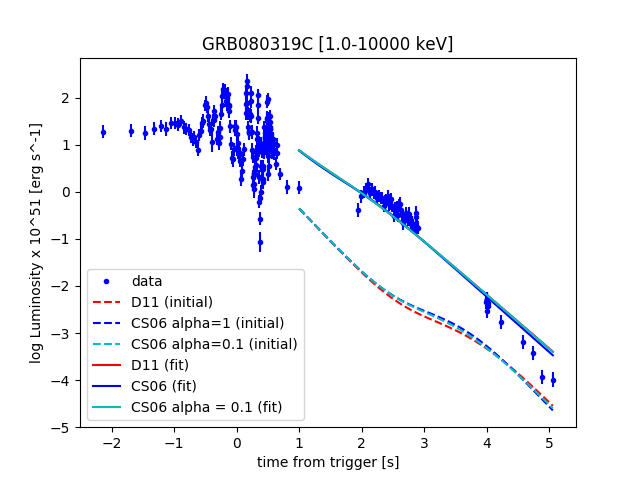 GRB080319C [1.0-10000 keV]
log Luminosity x 10^51 [erg s^-1]
2
1
0
−1
−2
−3
−4
−5
data
D11 (initial)
CS06 alpha=1 (initial)
CS06 alpha=0.1 (initial)
D11 (fit)
CS06 (fit)
CS06 alpha = 0.1 (fit)
−2 −1 0 1 2 3 4 5
time from trigger [s]